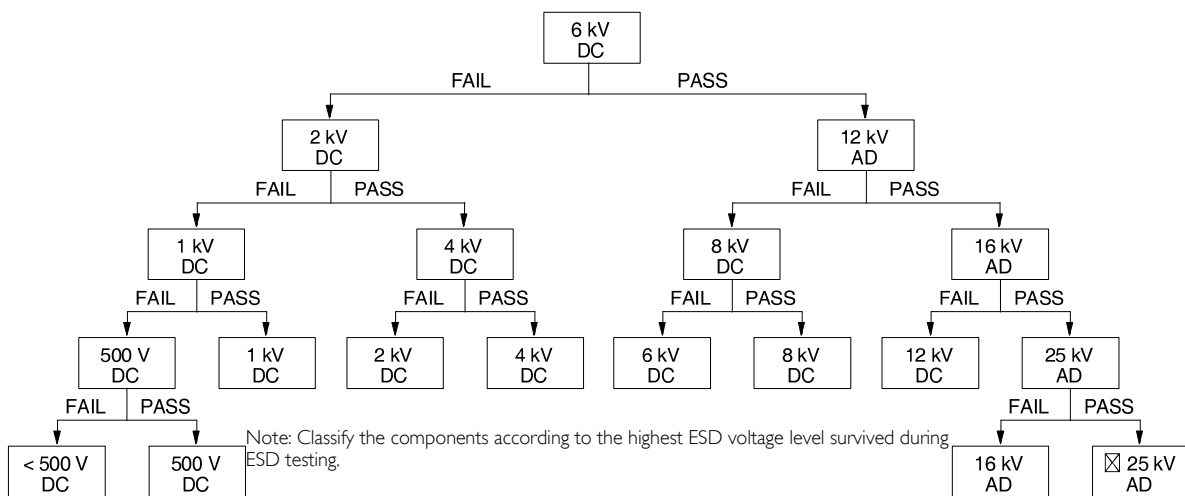 6 kV
DC
FAIL PASS
2 kV
DC
12 kV
AD
FAIL PASS
FAIL PASS
1 kV
DC
4 kV
DC
8 kV
DC
16 kV
AD
FAIL PASS
FAIL PASS
FAIL PASS
FAIL PASS
500 V
DC
1 kV
DC
2 kV
DC
4 kV
DC
6 kV
DC
8 kV
DC
12 kV
DC
25 kV
AD
FAIL PASS
FAIL PASS
< 500 V
DC
500 V
DC
Note: Classify the components according to the highest ESD voltage level survived during
ESD testing.
16 kV
AD
☒ 25 kV
AD